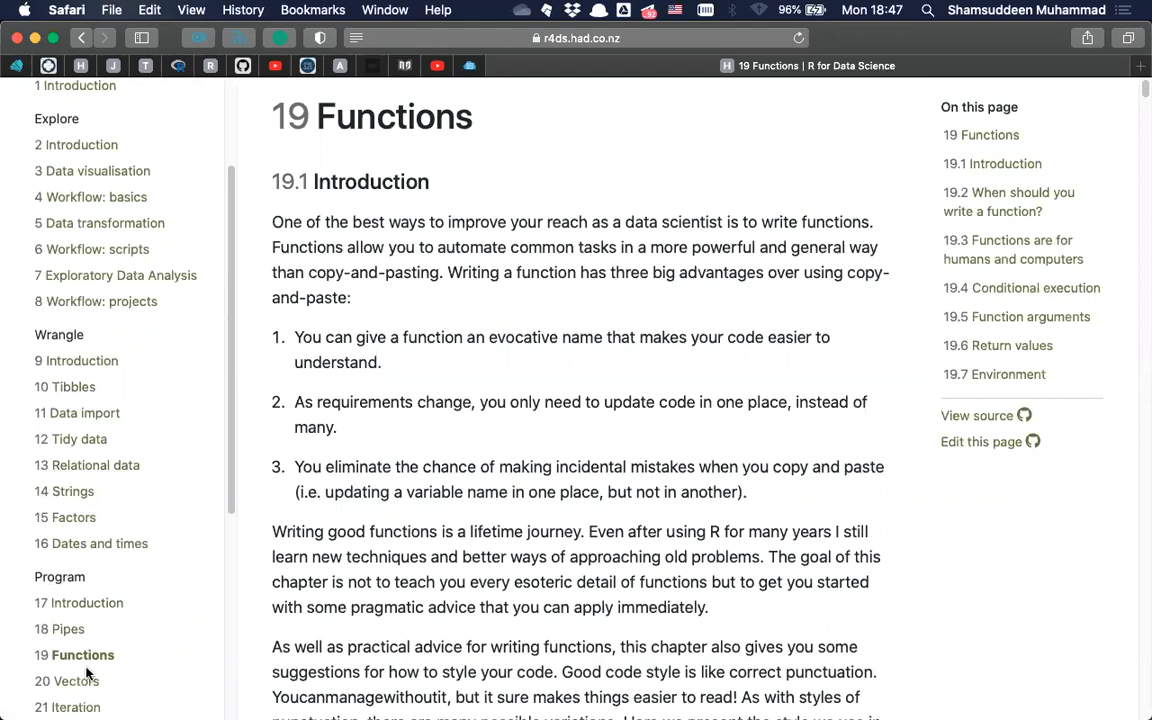 Safari File Edit View History Bookmarks Window Help 96% Mon 18:47 Shamsuddeen Muhammad
r4ds.had.co.nz
H J T R A 19 Functions | R for Data Science
1 Introduction
Explore
2 Introduction
3 Data visualisation
4 Workflow: basics
5 Data transformation
6 Workflow: scripts
7 Exploratory Data Analysis
8 Workflow: projects
Wrangle
9 Introduction
10 Tibbles
11 Data import
12 Tidy data
13 Relational data
14 Strings
15 Factors
16 Dates and times
Program
17 Introduction
18 Pipes
19 Functions
20 Vectors
21 Iteration
19 Functions
19.1 Introduction
One of the best ways to improve your reach as a data scientist is to write functions.
Functions allow you to automate common tasks in a more powerful and general way
than copy-and-pasting. Writing a function has three big advantages over using copy-
and-paste:
1. You can give a function an evocative name that makes your code easier to
understand.
2. As requirements change, you only need to update code in one place, instead of
many.
3. You eliminate the chance of making incidental mistakes when you copy and paste
(i.e. updating a variable name in one place, but not in another).
Writing good functions is a lifetime journey. Even after using R for many years I still
learn new techniques and better ways of approaching old problems. The goal of this
chapter is not to teach you every esoteric detail of functions but to get you started
with some pragmatic advice that you can apply immediately.
As well as practical advice for writing functions, this chapter also gives you some
suggestions for how to style your code. Good code style is like correct punctuation.
Youcanmanagewithoutit, but it sure makes things easier to read! As with styles of
On this page
19 Functions
19.1 Introduction
19.2 When should you
write a function?
19.3 Functions are for
humans and computers
19.4 Conditional execution
19.5 Function arguments
19.6 Return values
19.7 Environment
View source
Edit this page